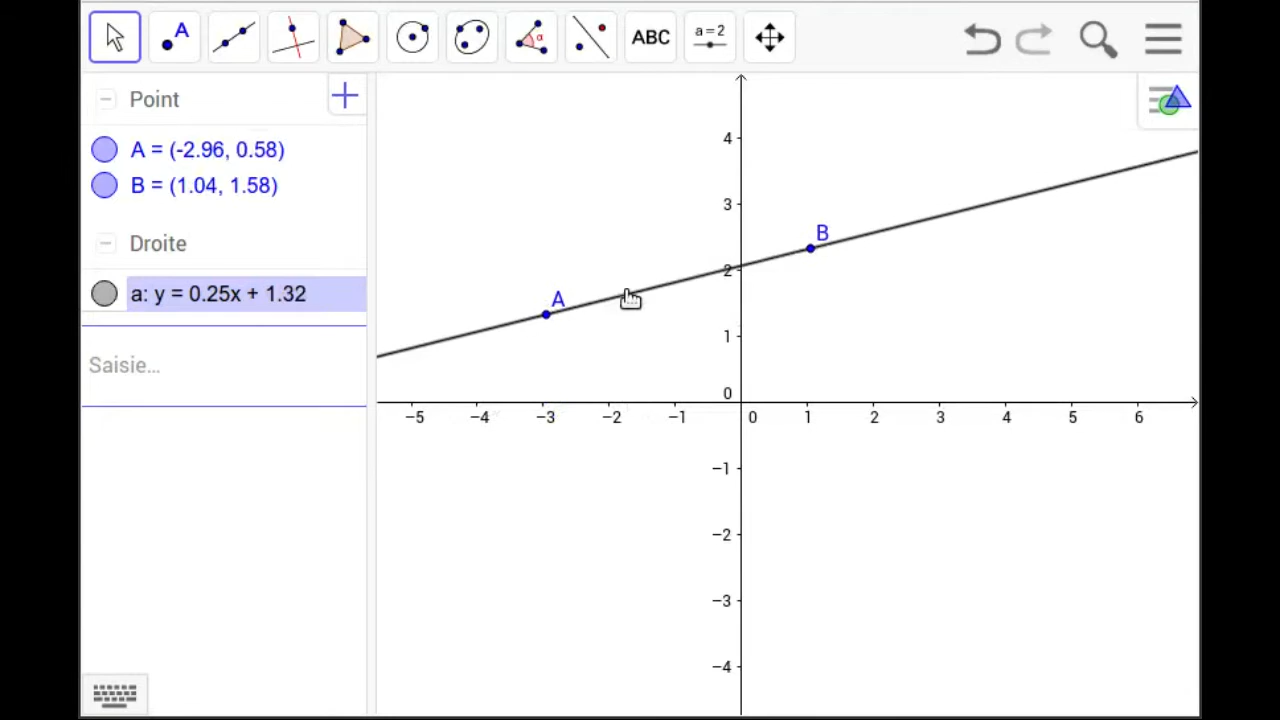 A
α
ABC
a=2
Point
A = (-2.96, 0.58)
B = (1.04, 1.58)
Droite
a: y = 0.25x + 1.32
Saisie…
4
3
2
1
0
−5 −4 −3 −2 −1 0 1 2 3 4 5 6
−1
−2
−3
−4
A
B